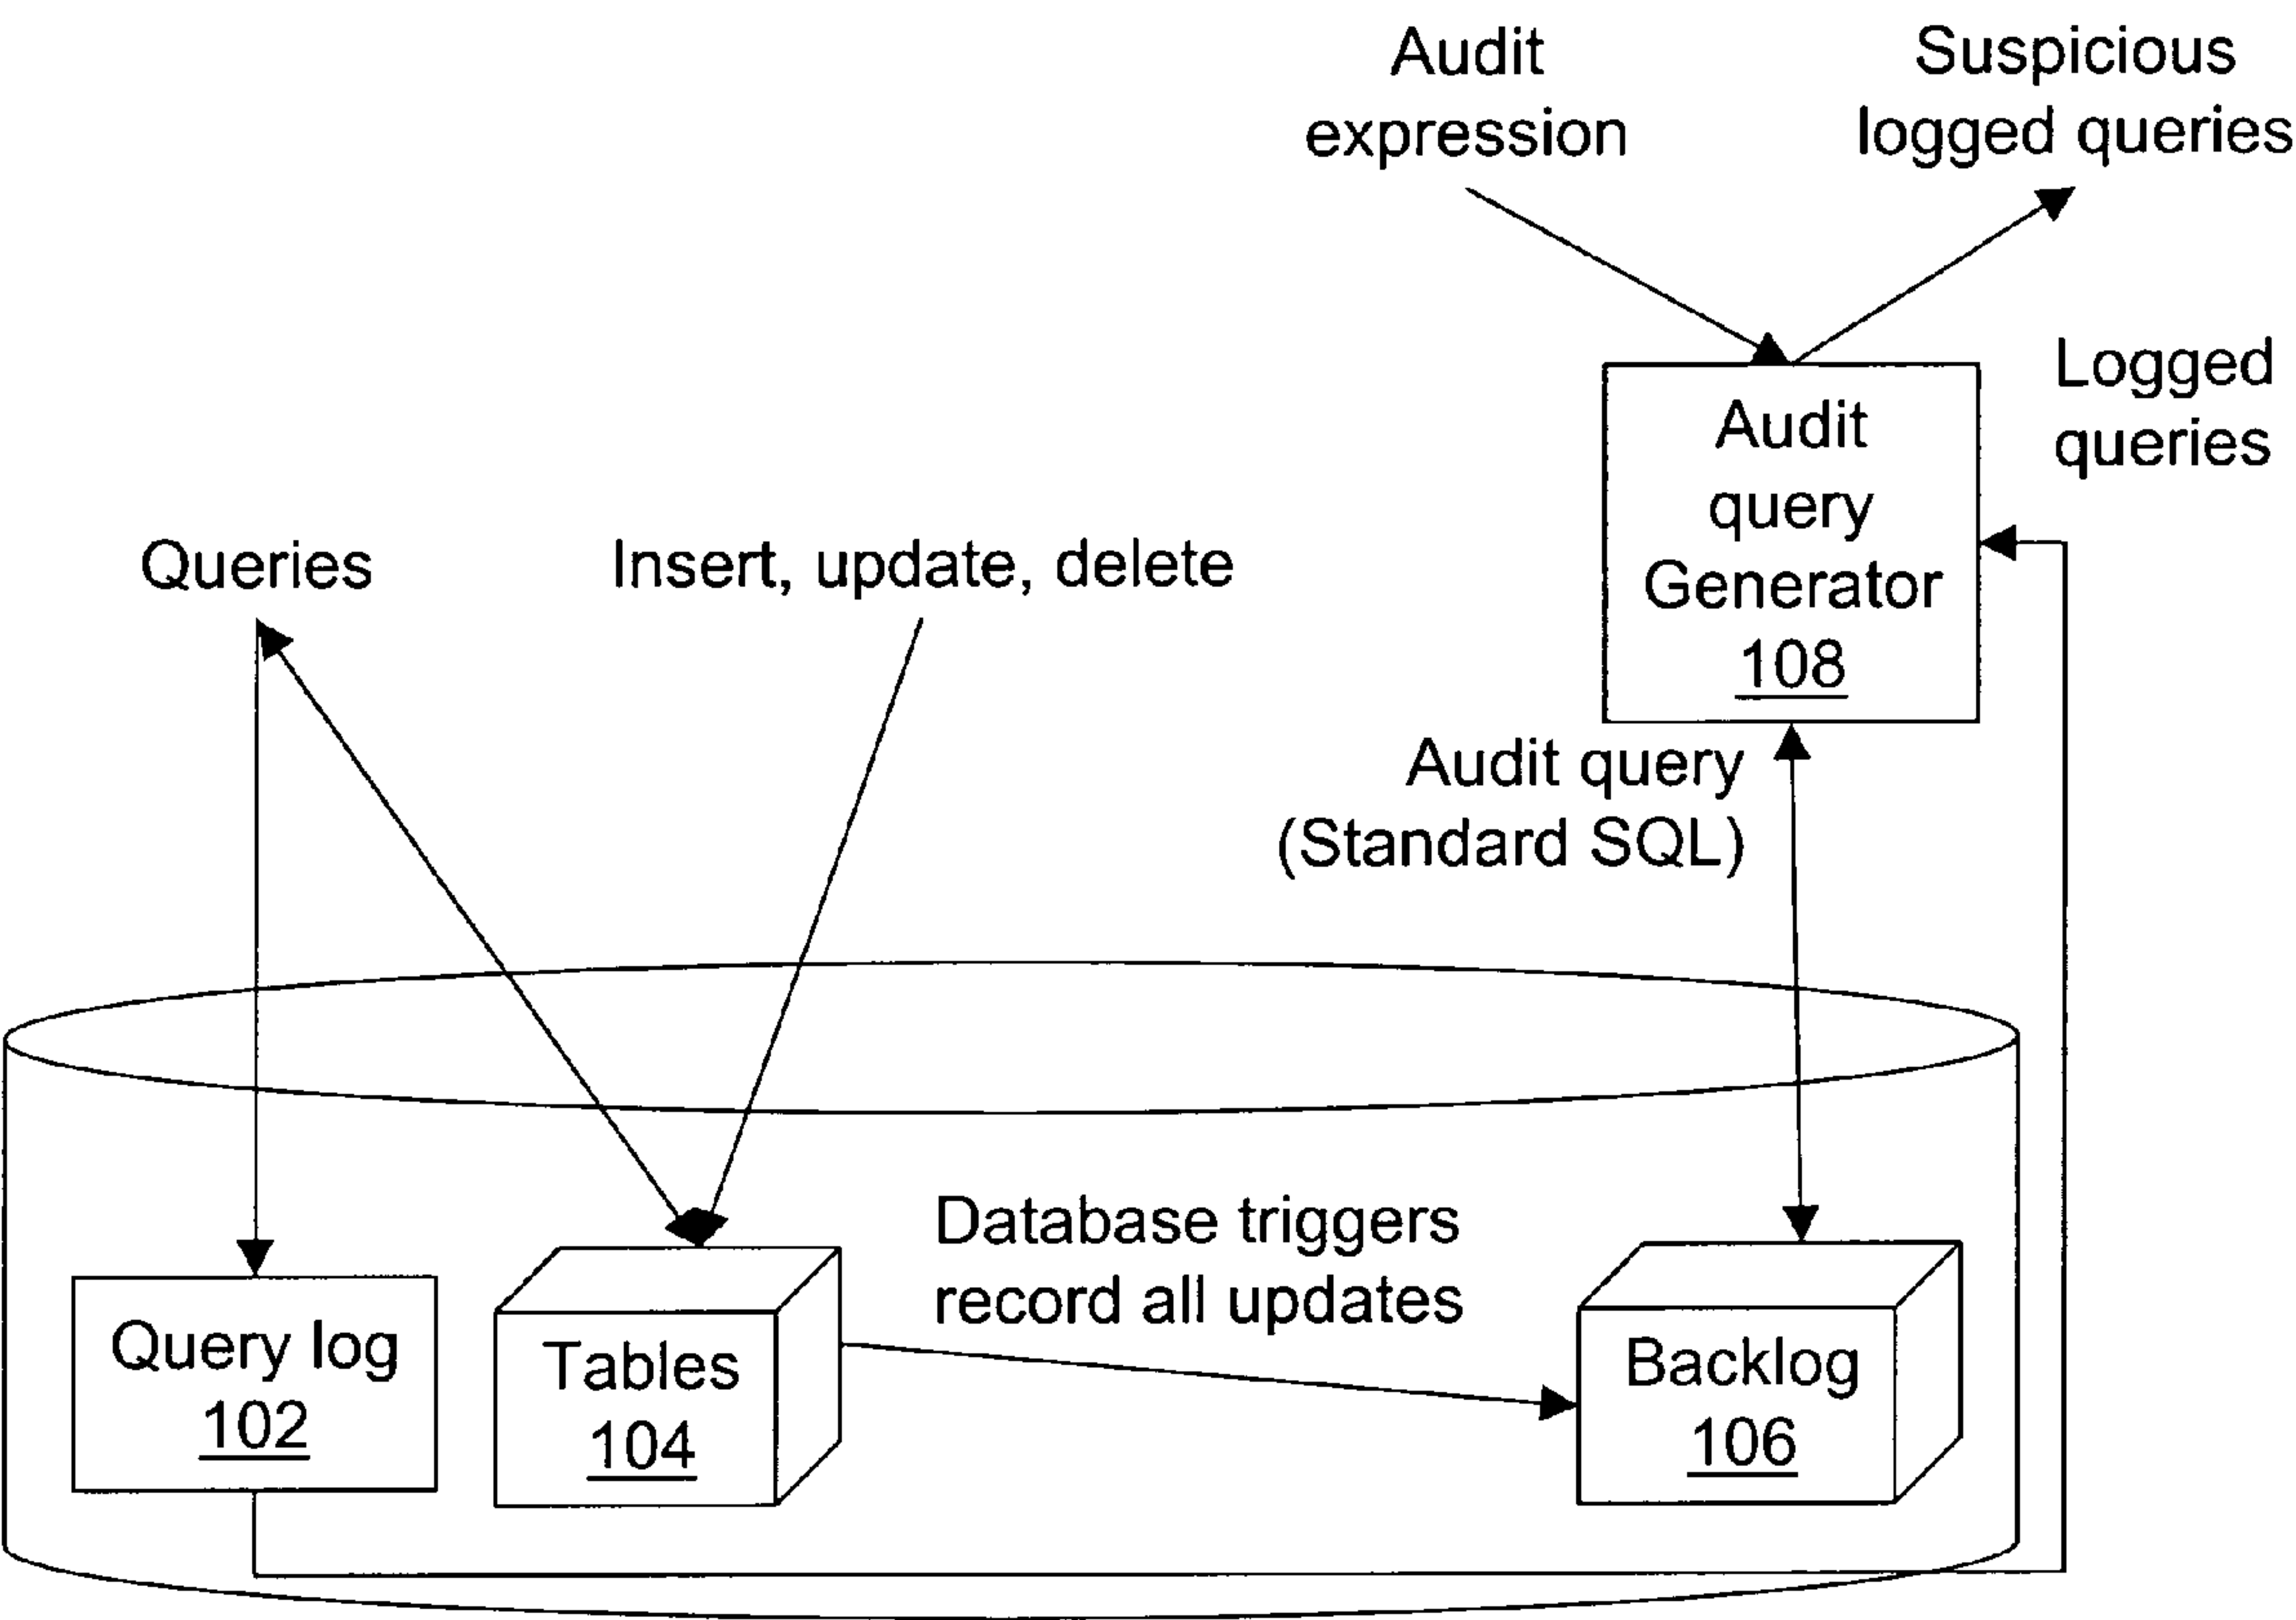 Audit
expression
Suspicious
logged queries
Logged
queries
Audit
query
Generator
108
Queries
Insert, update, delete
Audit query
(Standard SQL)
Database triggers
record all updates
Query log
102
Tables
104
Backlog
106